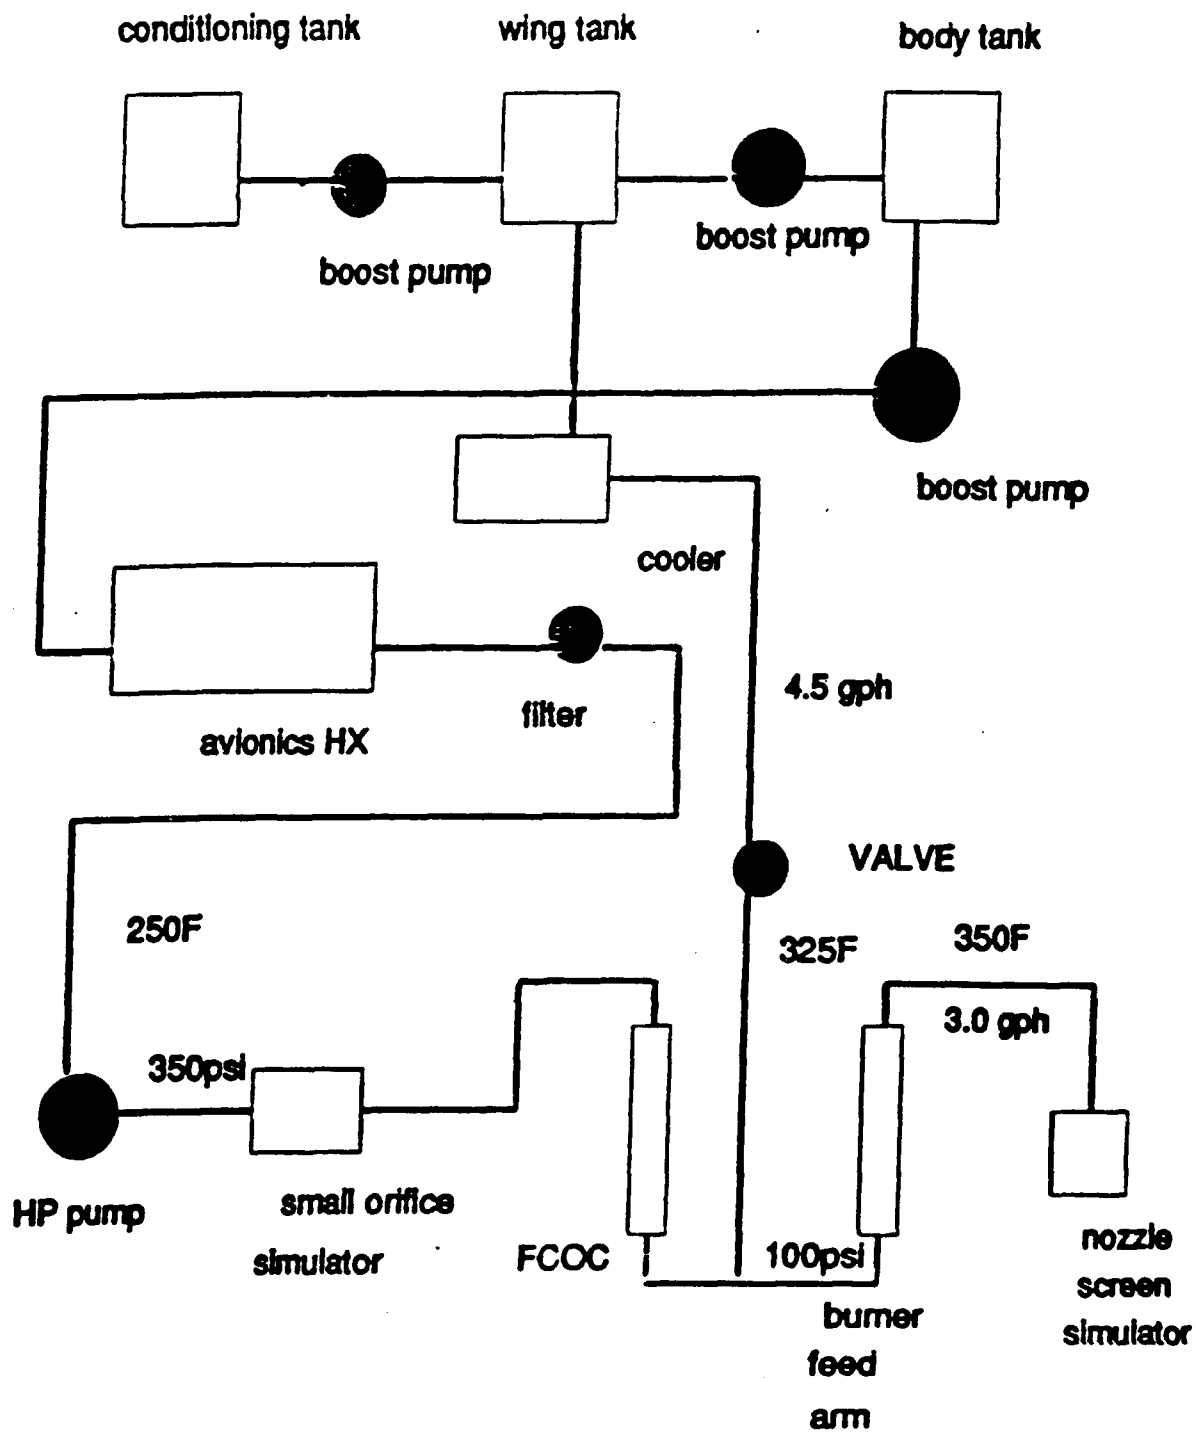 conditioning tank
wing tank
body tank
boost pump
boost pump
boost pump
cooler
4.5 gph
filter
avionics HX
VALVE
250F
325F
350F
3.0 gph
350psi
HP pump
small orifice
simulator
FCOC
100psi
burner
feed
arm
nozzle
screen
simulator